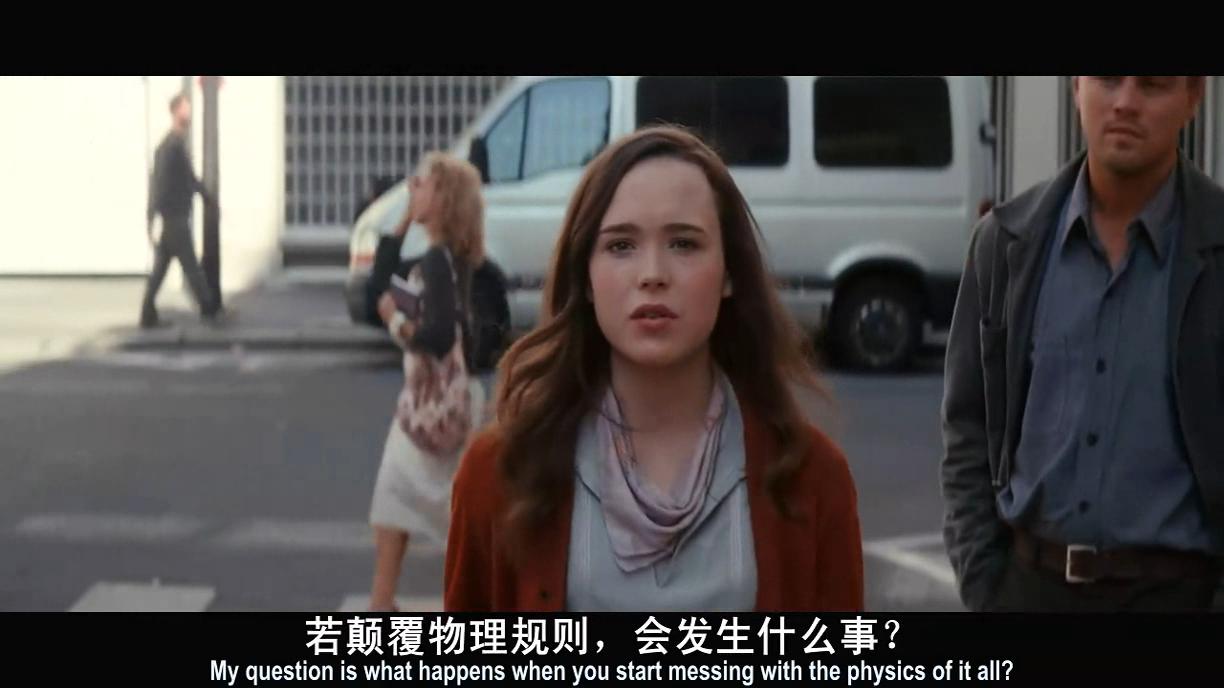 若颠覆物理规则，会发生什么事？
My question is what happens when you start messing with the physics of it all?